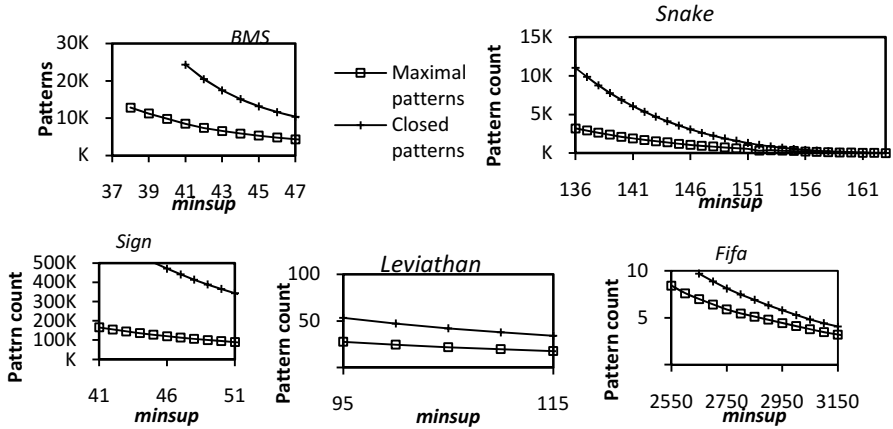 BMS
30K
20K
10K
K
Patterns
37 39 41 43 45 47
minsup
Maximal
patterns
Closed
patterns
Snake
15K
10K
5K
K
Pattern count
136 141 146 151 156 161
minsup
Sign
500K
400K
300K
200K
100K
K
Pattrn count
41 46 51
minsup
Leviathan
100
50
Pattern count
95 115
minsup
Fifa
10
5
Pattern count
2550 2750 2950 3150
minsup